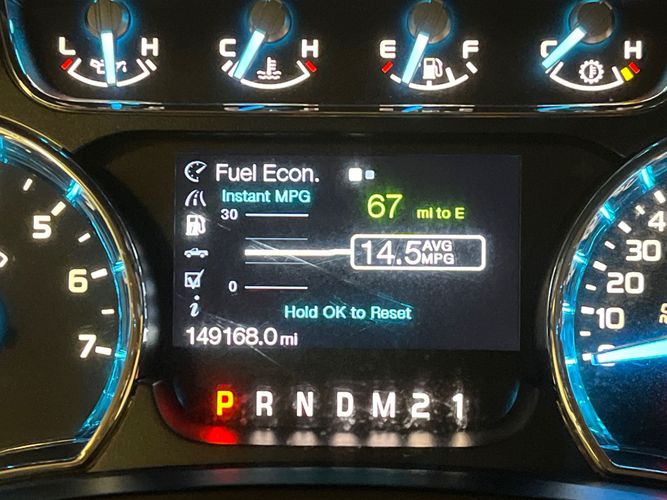 L H C H E F C H
Fuel Econ.
Instant MPG
30
67 mi to E
14.5 AVG MPG
0
Hold OK to Reset
149168.0 mi
P R N D M 2 1
5
6
7
40
30
20
10
0